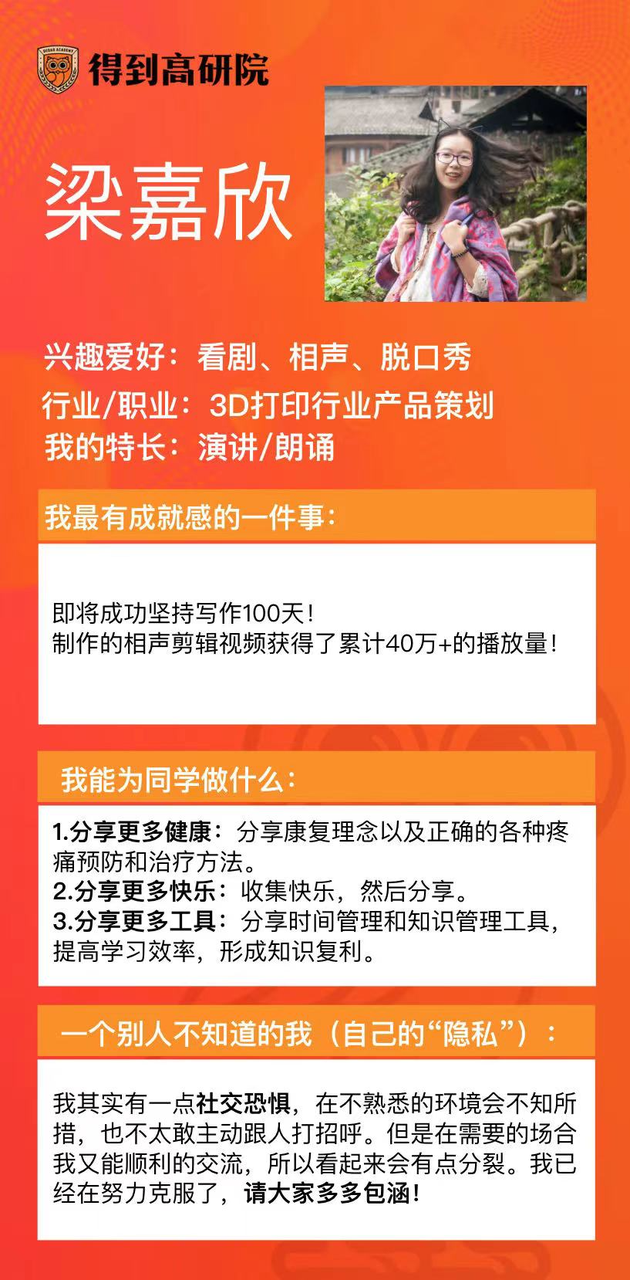 得到高研院
梁嘉欣
兴趣爱好：看剧、相声、脱口秀
行业/职业：3D打印行业产品策划
我的特长：演讲/朗诵
我最有成就感的一件事：
即将成功坚持写作100天！
制作的相声剪辑视频获得了累计40万+的播放量！
我能为同学做什么：
1.分享更多健康：分享康复理念以及正确的各种疼
痛预防和治疗方法。
2.分享更多快乐：收集快乐，然后分享。
3.分享更多工具：分享时间管理和知识管理工具，
提高学习效率，形成知识复利。
一个别人不知道的我（自己的“隐私”）：
我其实有一点社交恐惧，在不熟悉的环境会不知所
措，也不太敢主动跟人打招呼。但是在需要的场合
我又能顺利的交流，所以看起来会有点分裂。我已
经在努力克服了，请大家多多包涵！